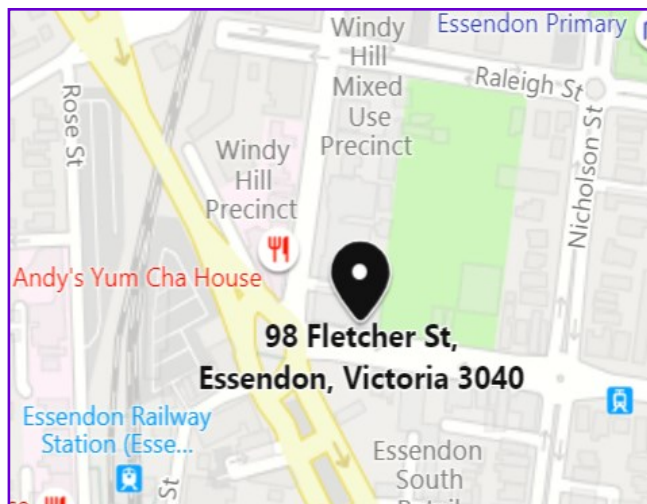 Windy
Hill
Mixed
Use
Precinct
Essendon Primary
Raleigh St
Rose St
Windy
Hill
Precinct
Nicholson St
Andy's Yum Cha House
98 Fletcher St,
Essendon, Victoria 3040
Essendon Railway
Station (Esse...
St
Essendon
South